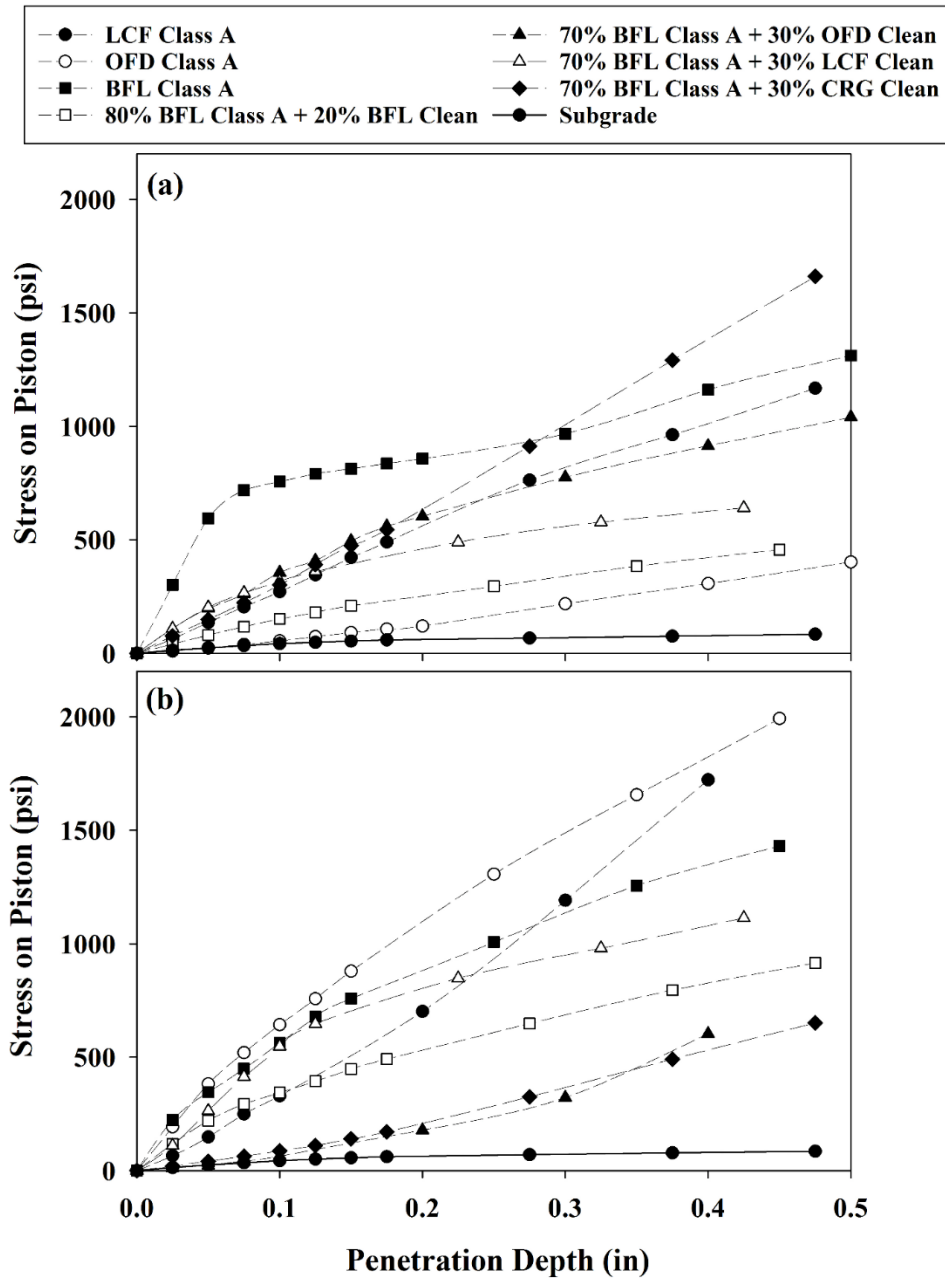 LCF Class A
OFD Class A
BFL Class A
80% BFL Class A + 20% BFL Clean
70% BFL Class A + 30% OFD Clean
70% BFL Class A + 30% LCF Clean
70% BFL Class A + 30% CRG Clean
Subgrade
(a)
2000
1500
1000
500
0
Stress on Piston (psi)
(b)
2000
1500
1000
500
0
Stress on Piston (psi)
0.0 0.1 0.2 0.3 0.4 0.5
Penetration Depth (in)